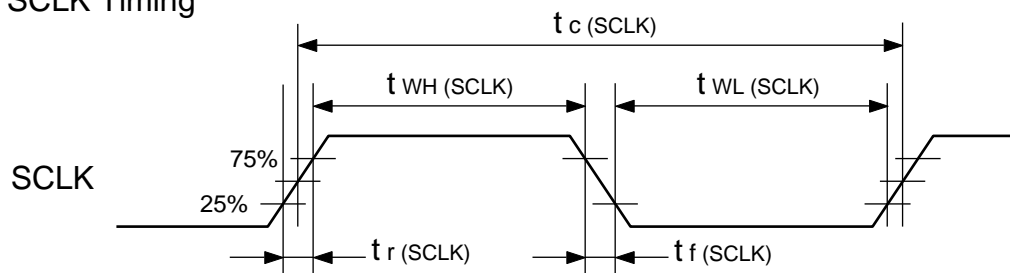 SCLK Timing
t c (SCLK)
t WH (SCLK)
t WL (SCLK)
75%
SCLK
25%
t r (SCLK)
t f (SCLK)